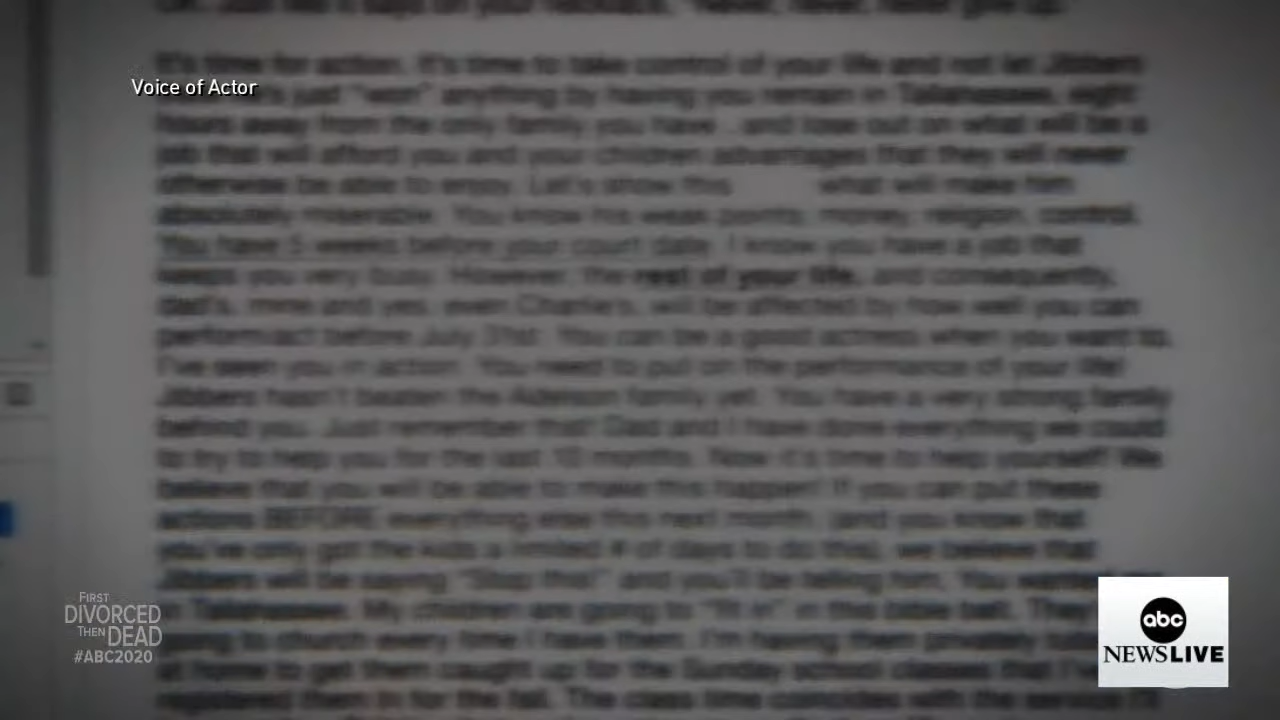 It's time for action. It's time to take control of your life and not let Jibbers
Voice of Actor
just "won" anything by having you remain in Tallahassee, eight
hours away from the only family you have , and lose out on what will be a
job that will afford you and your children advantages that they will never
otherwise be able to enjoy. Let's show this what will make him
absolutely miserable. You know his weak points, money, religion, control.
You have 5 weeks before your court date. I know you have a job that
keeps you very busy. However, the rest of your life, and consequently,
dad's, mine and yes, even Charlie's, will be affected by how well you can
perform/act before July 31st. You can be a good actress when you want to.
I've seen you in action. You need to put on the performance of your life!
Jibbers hasn't beaten the Adelson family yet. You have a very strong family
behind you. Just remember that! Dad and I have done everything we could
to try to help you for the last 10 months. Now it's time to help yourself! We
believe that you will be able to make this happen! If you can put these
actions BEFORE everything else this next month, (and you know that
you've only got the kids a limited # of days to do this), we believe that
Jibbers will be saying "Stop this!" and you'll be telling him, You wanted
in Tallahassee. My children are going to "fit in" in this bible belt. They
going to church every time I have them. I'm having them privately
at home to get them caught up for the Sunday school classes that
registered them in for the fall. The class time coincides with the
FIRST
DIVORCED
THEN DEAD
#ABC2020
abc
NEWSLIVE